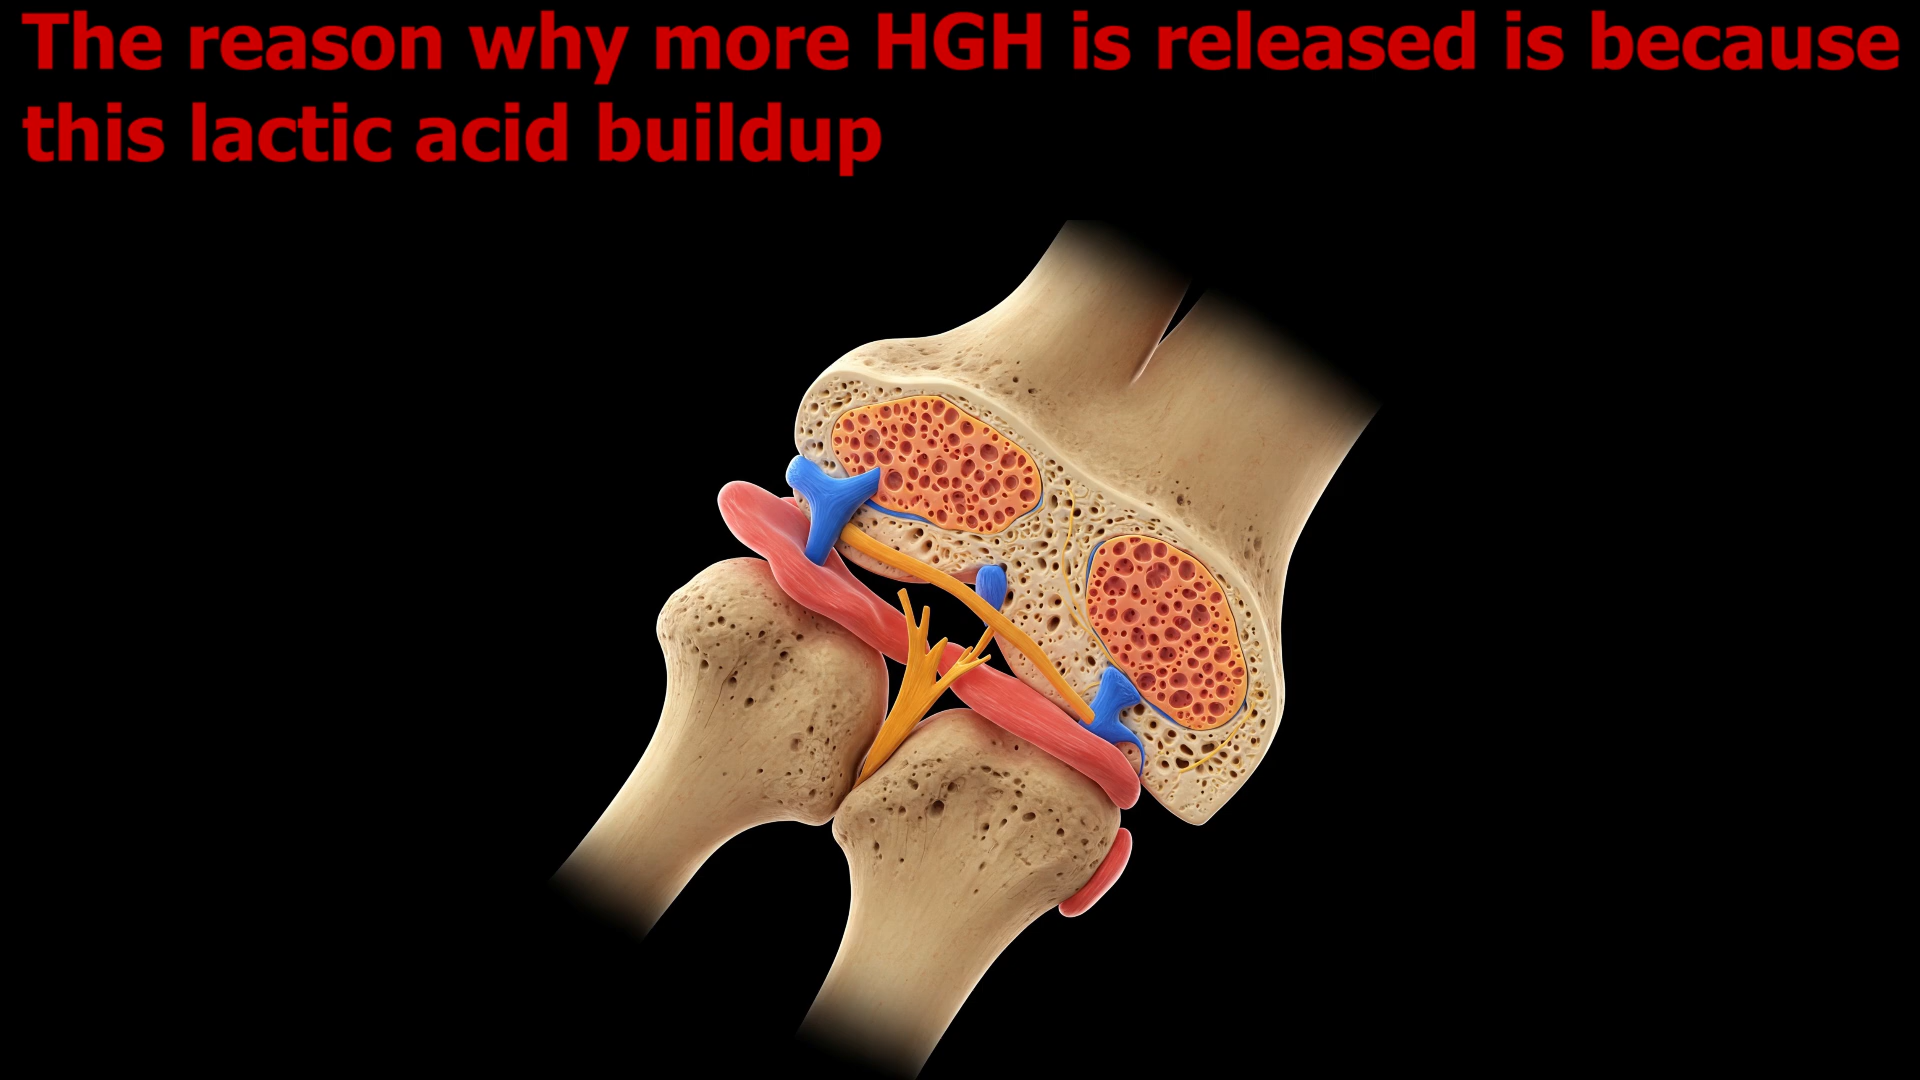 The reason why more HGH is released is because
this lactic acid buildup